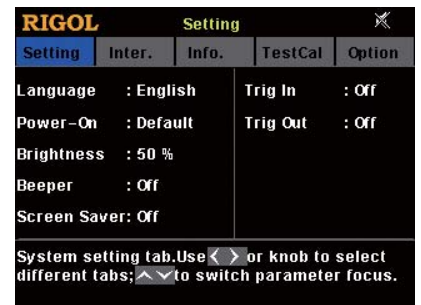 RIGOL Setting
Setting Inter. Info. TestCal Option
Language : English Trig In : Off
Power-On : Default Trig Out : Off
Brightness : 50 %
Beeper : Off
Screen Saver: Off
System setting tab.Use < > or knob to select
different tabs; to switch parameter focus.